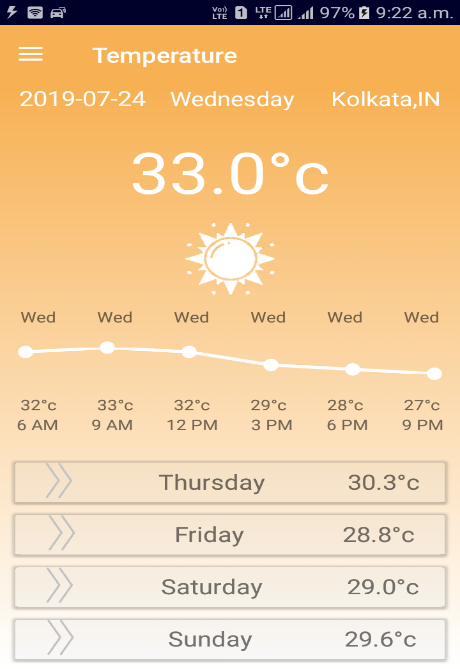 Vo)) LTE 1 LTE 97% 9:22 a.m.
Temperature
2019-07-24 Wednesday Kolkata,IN
33.0°c
Wed Wed Wed Wed Wed Wed
32°c 33°c 32°c 29°c 28°c 27°c
6 AM 9 AM 12 PM 3 PM 6 PM 9 PM
Thursday 30.3°c
Friday 28.8°c
Saturday 29.0°c
Sunday 29.6°c